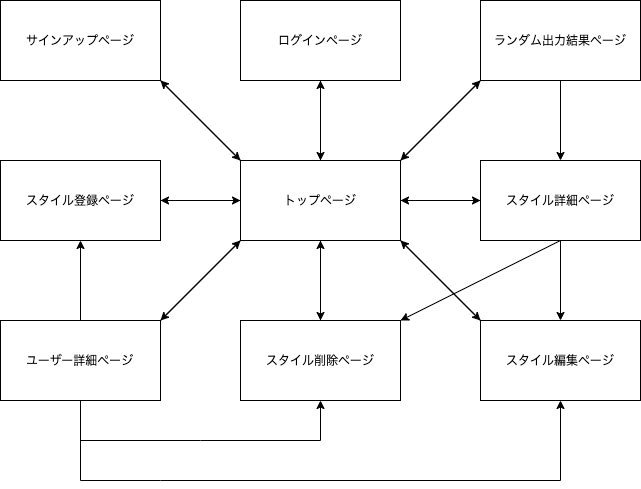 サインアップページ
ログインページ
ランダム出力結果ページ
スタイル登録ページ
トップページ
スタイル詳細ページ
ユーザー詳細ページ
スタイル削除ページ
スタイル編集ページ